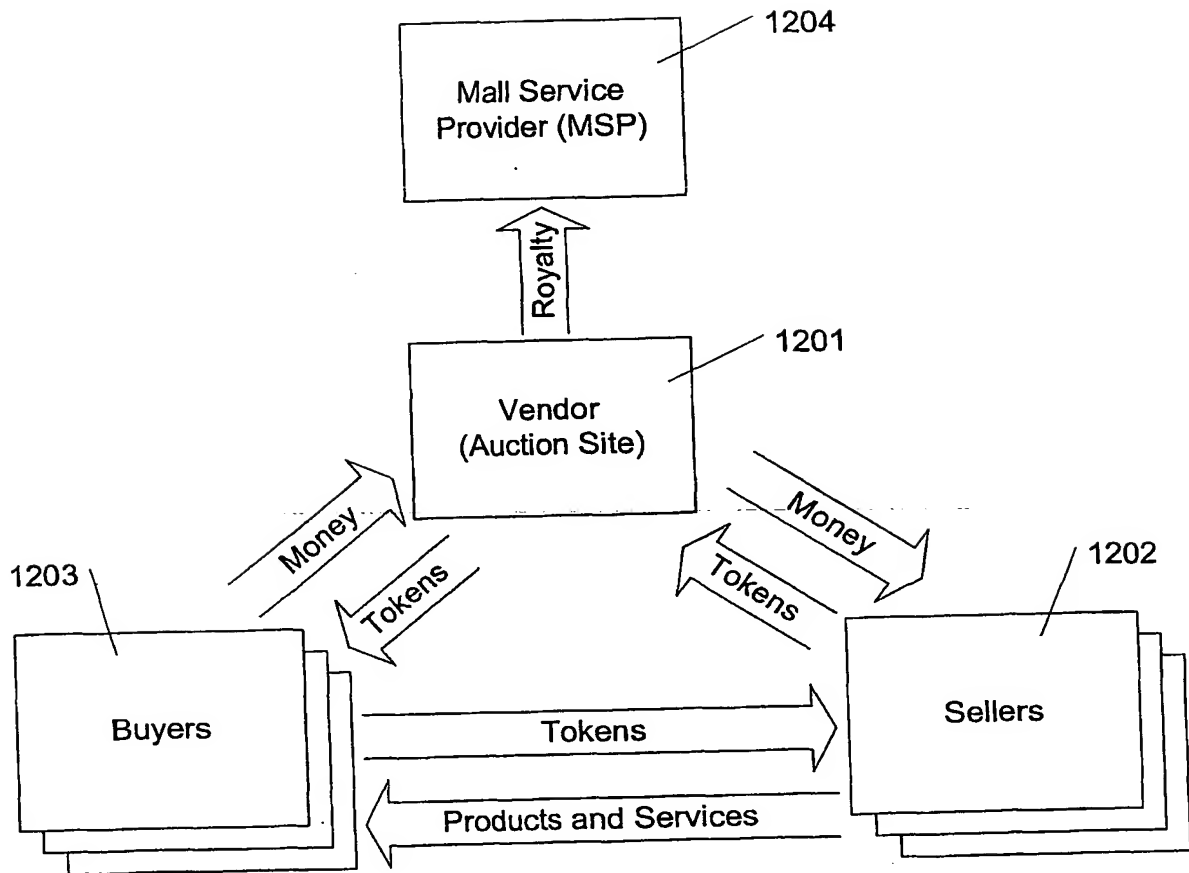 1204
Mall Service
Provider (MSP)
Royalty
1201
Vendor
(Auction Site)
Money
Tokens
Money
Tokens
1203
1202
Buyers
Sellers
Tokens
Products and Services